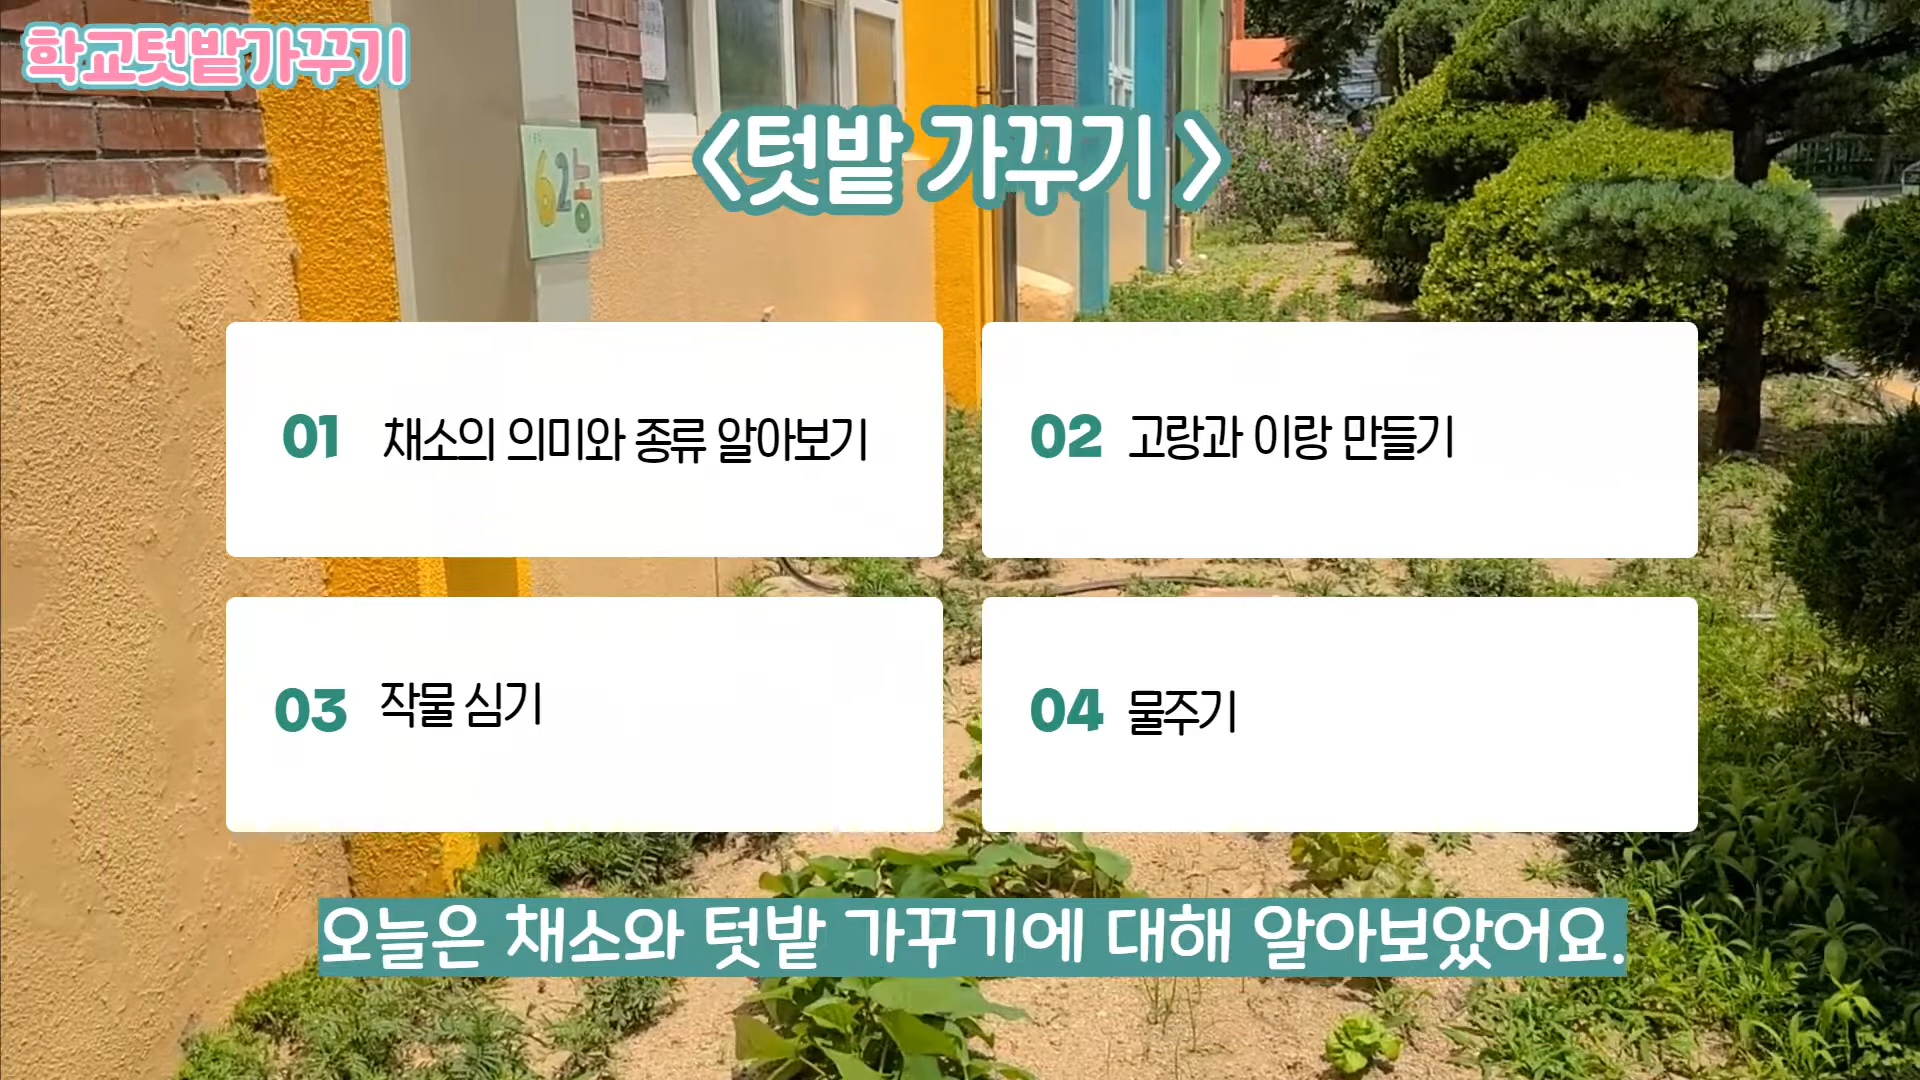 학교텃밭가꾸기
<텃밭 가꾸기 >
62농
01 채소의 의미와 종류 알아보기
02 고랑과 이랑 만들기
03 작물 심기
04 물주기
오늘은 채소와 텃밭 가꾸기에 대해 알아보았어요.